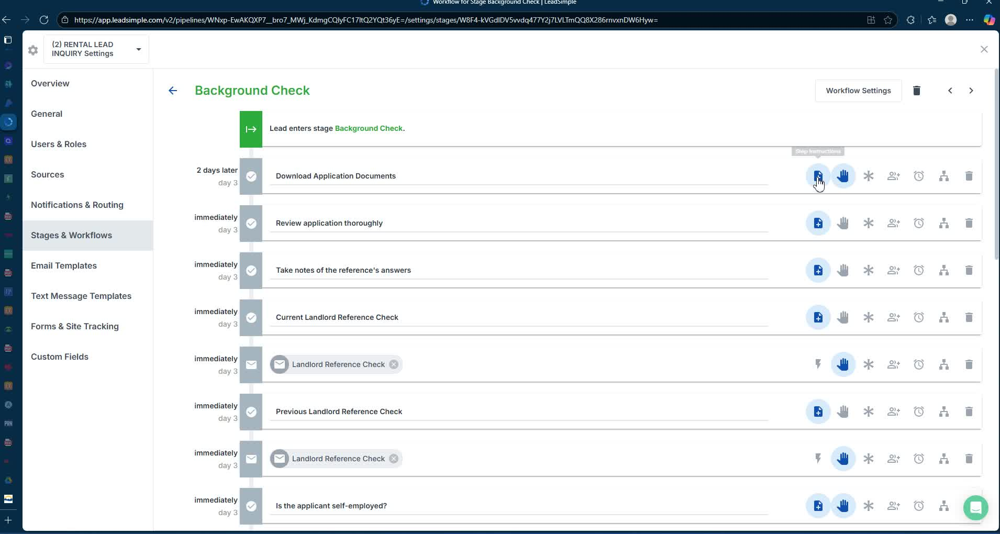 Workflow for Stage Background Check | LeadSimple
https://app.leadsimple.com/v2/pipelines/WNxp-EwAKQXP7__bro7_MWj_KdmgCQlyFC17ltQ2YQt36yE=/settings/stages/W8F4-kVGdIDV5vvdq477Y2j7LVLTmQQ8X286rnvxnDW6Hyw=
(2) RENTAL LEAD
INQUIRY Settings
Overview
General
Users & Roles
Sources
Notifications & Routing
Stages & Workflows
Email Templates
Text Message Templates
Forms & Site Tracking
Custom Fields
Background Check
Workflow Settings
Lead enters stage Background Check.
Step Instructions
2 days later
day 3
Download Application Documents
immediately
day 3
Review application thoroughly
immediately
day 3
Take notes of the reference's answers
immediately
day 3
Current Landlord Reference Check
immediately
day 3
Landlord Reference Check
immediately
day 3
Previous Landlord Reference Check
immediately
day 3
Landlord Reference Check
immediately
day 3
Is the applicant self-employed?
PRN